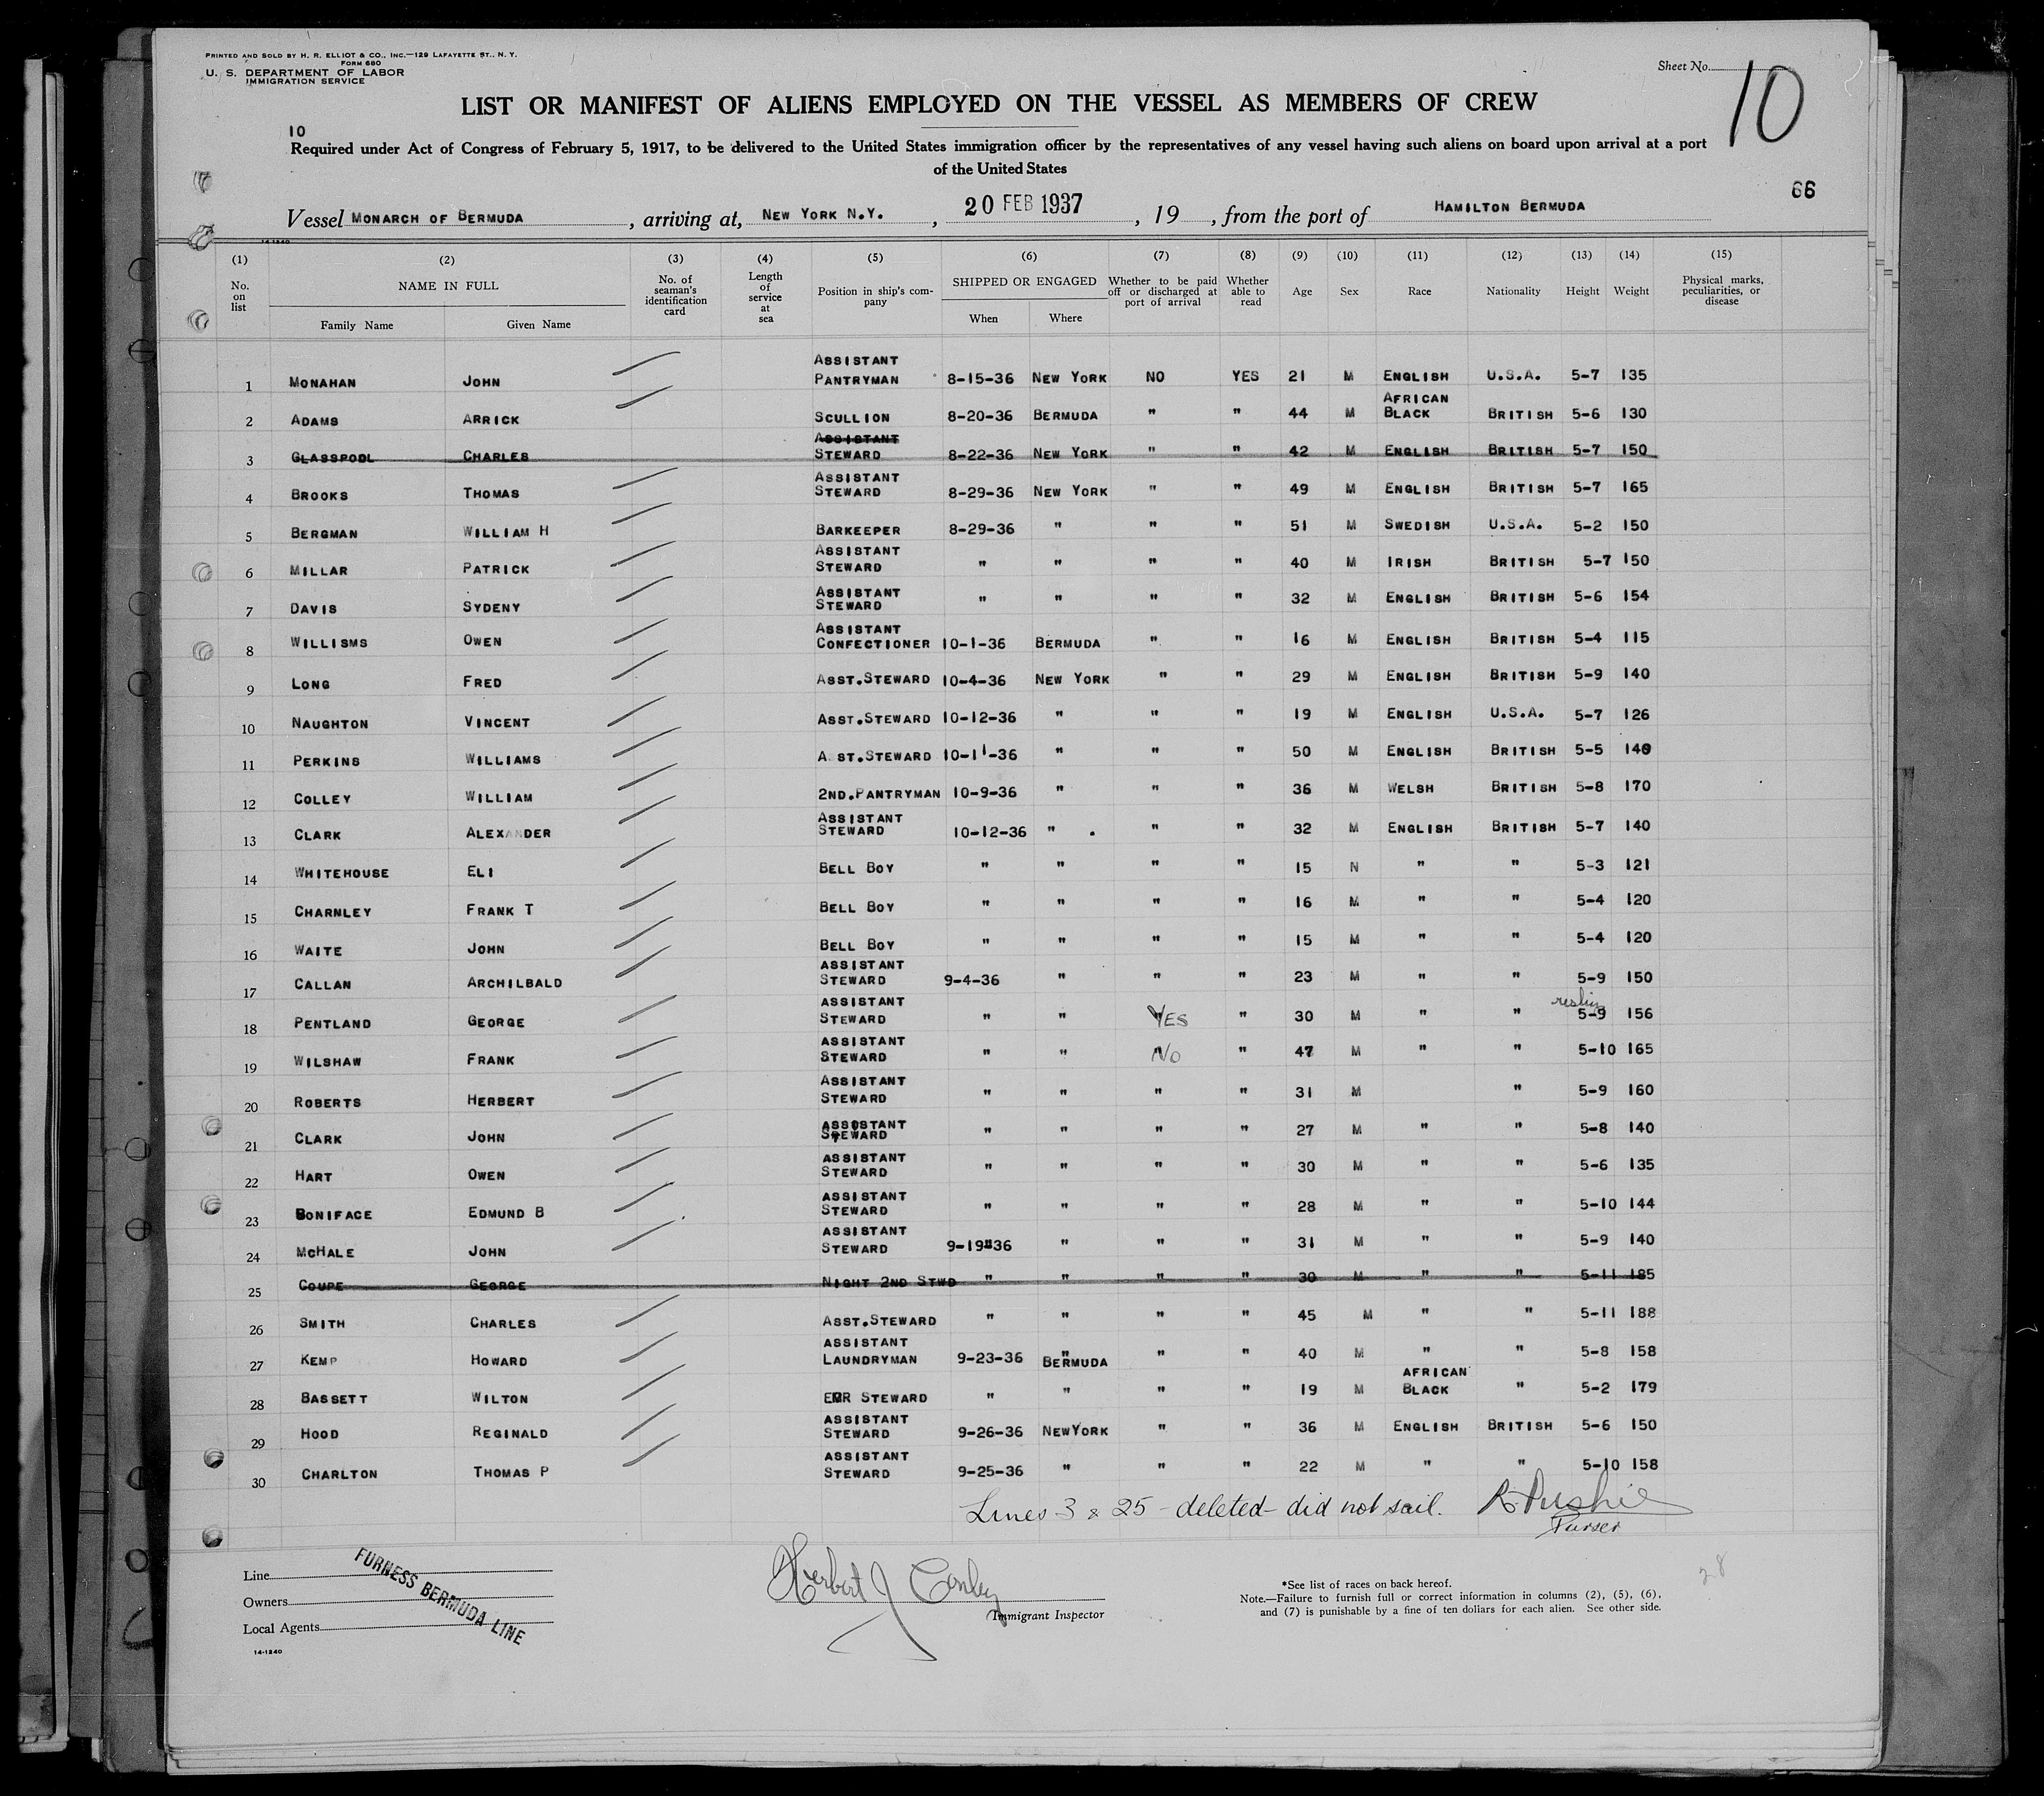 PRINTED AND SOLD BY H. R. ELLIOT & CO., INC.—129 LAFAYETTE ST., N. Y.
FORM 680
U. S. DEPARTMENT OF LABOR
IMMIGRATION SERVICE
Sheet No. 10
LIST OR MANIFEST OF ALIENS EMPLOYED ON THE VESSEL AS MEMBERS OF CREW
10
Required under Act of Congress of February 5, 1917, to be delivered to the United States immigration officer by the representatives of any vessel having such aliens on board upon arrival at a port
of the United States
66
Vessel MONARCH OF BERMUDA, arriving at, NEW YORK N.Y., 20 FEB 1937, 19, from the port of HAMILTON BERMUDA
14-1240
(1) (2) (3) (4) (5) (6) (7) (8) (9) (10) (11) (12) (13) (14) (15)
No. on list NAME IN FULL Family Name Given Name No. of seaman's identification card Length of service at sea Position in ship's company SHIPPED OR ENGAGED When Where Whether to be paid off or discharged at port of arrival Whether able to read Age Sex Race Nationality Height Weight Physical marks, peculiarities, or disease
1 MONAHAN JOHN ASSISTANT PANTRYMAN 8-15-36 NEW YORK NO YES 21 M ENGLISH U.S.A. 5-7 135
2 ADAMS ARRICK SCULLION 8-20-36 BERMUDA " " 44 M AFRICAN BLACK BRITISH 5-6 130
3 GLASSPOOL CHARLES ASSISTANT STEWARD 8-22-36 NEW YORK " " 42 M ENGLISH BRITISH 5-7 150
4 BROOKS THOMAS ASSISTANT STEWARD 8-29-36 NEW YORK " " 49 M ENGLISH BRITISH 5-7 165
5 BERGMAN WILLIAM H BARKEEPER 8-29-36 " " " 51 M SWEDISH U.S.A. 5-2 150
6 MILLAR PATRICK ASSISTANT STEWARD " " " " 40 M IRISH BRITISH 5-7 150
7 DAVIS SYDENY ASSISTANT STEWARD " " " " 32 M ENGLISH BRITISH 5-6 154
8 WILLISMS OWEN ASSISTANT CONFECTIONER 10-1-36 BERMUDA " " 16 M ENGLISH BRITISH 5-4 115
9 LONG FRED ASST.STEWARD 10-4-36 NEW YORK " " 29 M ENGLISH BRITISH 5-9 140
10 NAUGHTON VINCENT ASST.STEWARD 10-12-36 " " " 19 M ENGLISH U.S.A. 5-7 126
11 PERKINS WILLIAMS A ST.STEWARD 10-11-36 " " " 50 M ENGLISH BRITISH 5-5 140
12 COLLEY WILLIAM 2ND.PANTRYMAN 10-9-36 " " " 36 M WELSH BRITISH 5-8 170
13 CLARK ALEXANDER ASSISTANT STEWARD 10-12-36 " . " " 32 M ENGLISH BRITISH 5-7 140
14 WHITEHOUSE ELI BELL BOY " " " " 15 N " " 5-3 121
15 CHARNLEY FRANK T BELL BOY " " " " 16 M " " 5-4 120
16 WAITE JOHN BELL BOY " " " " 15 M " " 5-4 120
17 CALLAN ARCHILBALD ASSISTANT STEWARD 9-4-36 " " " 23 M " " 5-9 150
18 PENTLAND GEORGE ASSISTANT STEWARD " " YES " 30 M " " 5-9 156
19 WILSHAW FRANK ASSISTANT STEWARD " " NO " 47 M " " 5-10 165
20 ROBERTS HERBERT ASSISTANT STEWARD " " " " 31 M " 5-9 160
21 CLARK JOHN ASSOSTANT STEWARD " " " " 27 M " " 5-8 140
22 HART OWEN ASSISTANT STEWARD " " " " 30 M " " 5-6 135
23 BONIFACE EDMUND B ASSISTANT STEWARD " " " " 28 M " " 5-10 144
24 MCHALE JOHN ASSISTANT STEWARD 9-19-36 " " " 31 M " " 5-9 140
25 COUPE GEORGE NIGHT 2ND STWD " " " " 30 M " " 5-11 185
26 SMITH CHARLES ASST.STEWARD " " " " 45 M " " 5-11 188
27 KEMP HOWARD ASSISTANT LAUNDRYMAN 9-23-36 " BERMUDA " " 40 M " " 5-8 158
28 BASSETT WILTON STEWARD " " " " 19 M AFRICAN BLACK " 5-2 179
29 HOOD REGINALD ASSISTANT STEWARD 9-26-36 NEWYORK " " 36 M ENGLISH BRITISH 5-6 150
30 CHARLTON THOMAS P ASSISTANT STEWARD 9-25-36 " " " 22 M " " 5-10 158
Lines 3 & 25 - deleted - did not sail.
Purser
Line
Owners
Local Agents
FURNESS BERMUDA LINE
14-1240
Herbert J Conley
Immigrant Inspector
*See list of races on back hereof.
Note.—Failure to furnish full or correct information in columns (2), (5), (6),
and (7) is punishable by a fine of ten dollars for each alien. See other side.
28